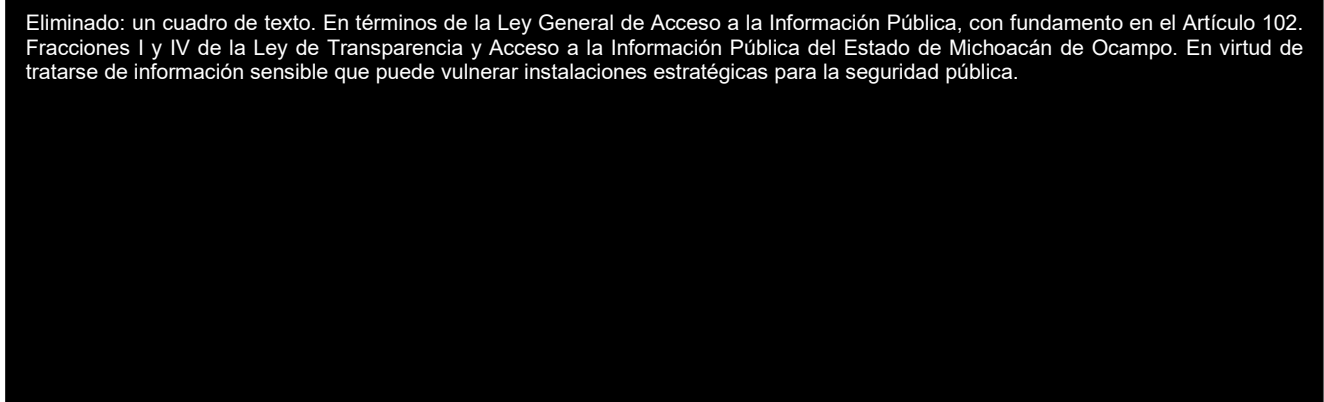 Eliminado: un cuadro de texto. En términos de la Ley General de Acceso a la Información Pública, con fundamento en el Artículo 102.
Fracciones I y IV de la Ley de Transparencia y Acceso a la Información Pública del Estado de Michoacán de Ocampo. En virtud de
tratarse de información sensible que puede vulnerar instalaciones estratégicas para la seguridad pública.